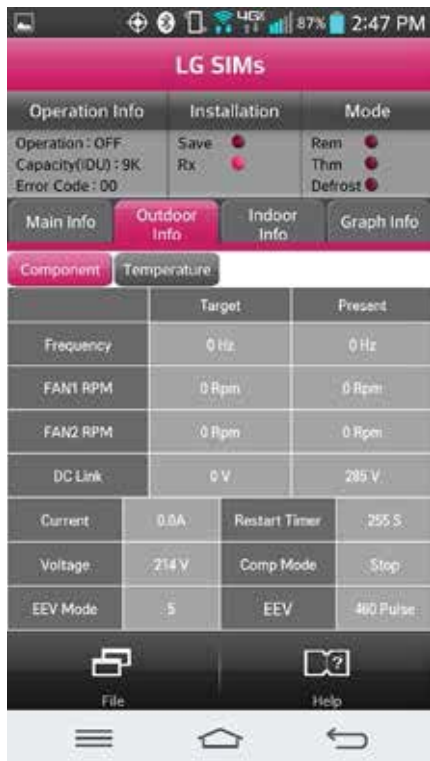 4G 87% 2:47 PM
LG SIMs
Operation Info Installation Mode
Operation : OFF Save Rem
Capacity(IDU) : 9K Rx Thm
Error Code : 00 Defrost
Main Info Outdoor Info Indoor Info Graph Info
Component Temperature
Target Present
Frequency 0 Hz 0 Hz
FAN1 RPM 0 Rpm 0 Rpm
FAN2 RPM 0 Rpm 0 Rpm
DC Link 0 V 285 V
Current 0.0A Restart Timer 255 S
Voltage 214 V Comp Mode Stop
EEV Mode 5 EEV 460 Pulse
File Help